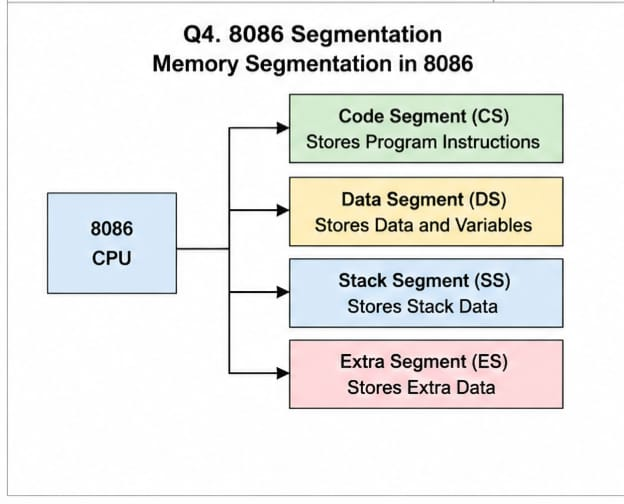 Q4. 8086 Segmentation
Memory Segmentation in 8086
Code Segment (CS)
Stores Program Instructions
Data Segment (DS)
Stores Data and Variables
8086
CPU
Stack Segment (SS)
Stores Stack Data
Extra Segment (ES)
Stores Extra Data